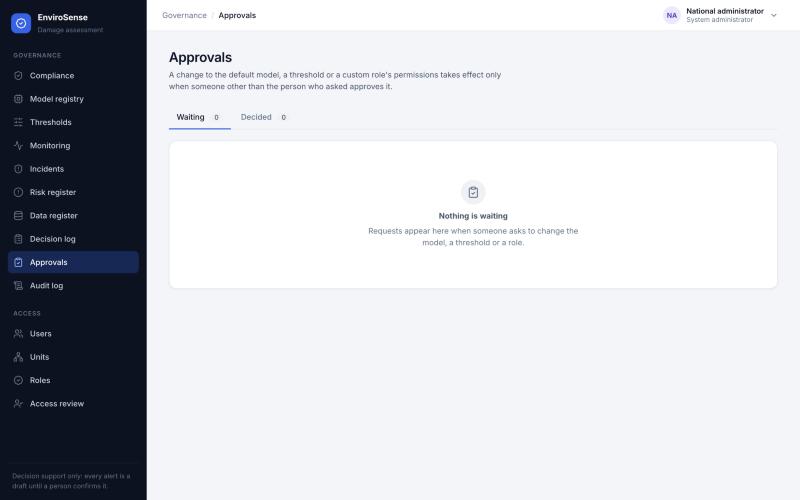 EnviroSense
Damage assessment
GOVERNANCE
Compliance
Model registry
Thresholds
Monitoring
Incidents
Risk register
Data register
Decision log
Approvals
Audit log
ACCESS
Users
Units
Roles
Access review
Decision support only: every alert is a
draft until a person confirms it.
Governance / Approvals
NA
National administrator
System administrator
Approvals
A change to the default model, a threshold or a custom role's permissions takes effect only
when someone other than the person who asked approves it.
Waiting 0 Decided 0
Nothing is waiting
Requests appear here when someone asks to change the
model, a threshold or a role.